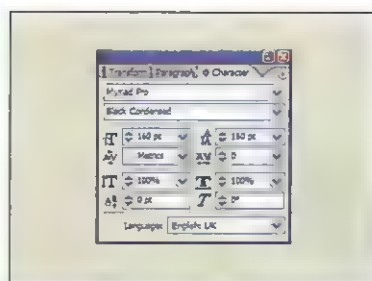 Transform Paragraph Character
Myriad Pro
Black Condensed
160 pt 160 pt
Metrics 0
100% 100%
0 pt 0°
Language: English: UK